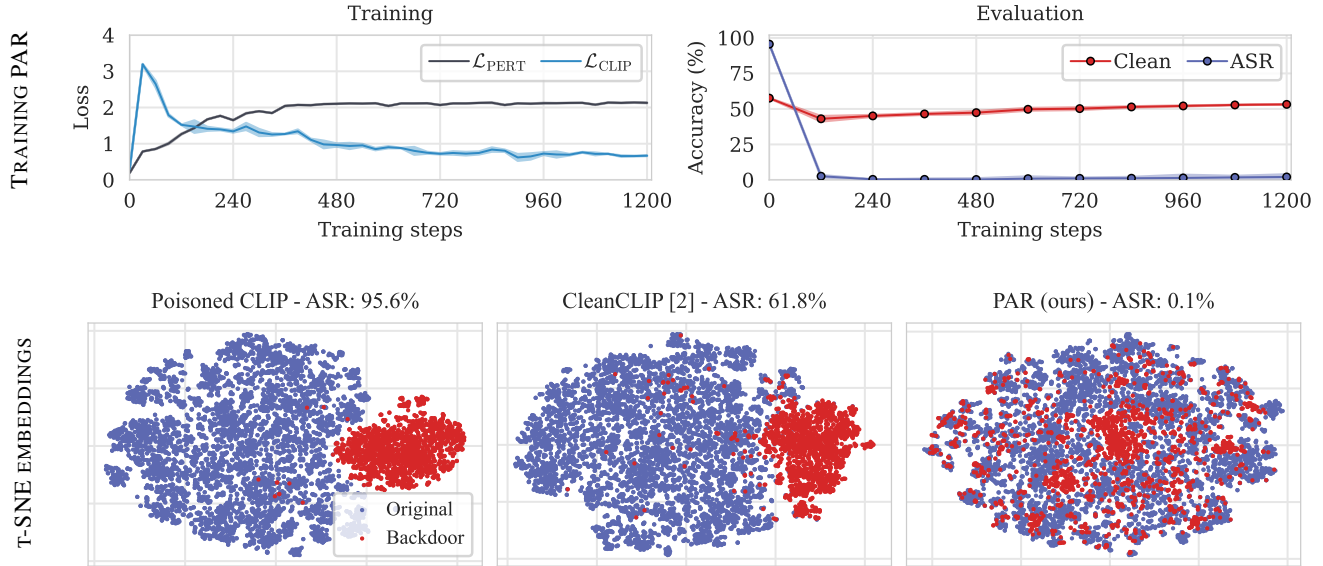 Training
Evaluation
TRAINING PAR
Loss
4
3
2
1
0
ℒPERT
ℒCLIP
0 240 480 720 960 1200
Training steps
Accuracy (%)
100
75
50
25
0
Clean
ASR
0 240 480 720 960 1200
Training steps
T-SNE EMBEDDINGS
Poisoned CLIP - ASR: 95.6%
CleanCLIP [2] - ASR: 61.8%
PAR (ours) - ASR: 0.1%
Original
Backdoor